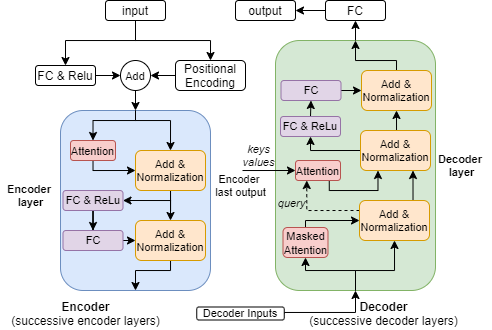 input
output
FC
FC & Relu
Add
Positional
Encoding
Attention
Add &
Normalization
FC & ReLu
FC
Add &
Normalization
Encoder
layer
Encoder
(successive encoder layers)
FC
Add &
Normalization
FC & ReLu
keys
values
Encoder
last output
Attention
Add &
Normalization
Decoder
layer
query
Masked
Attention
Add &
Normalization
Decoder Inputs
Decoder
(successive decoder layers)